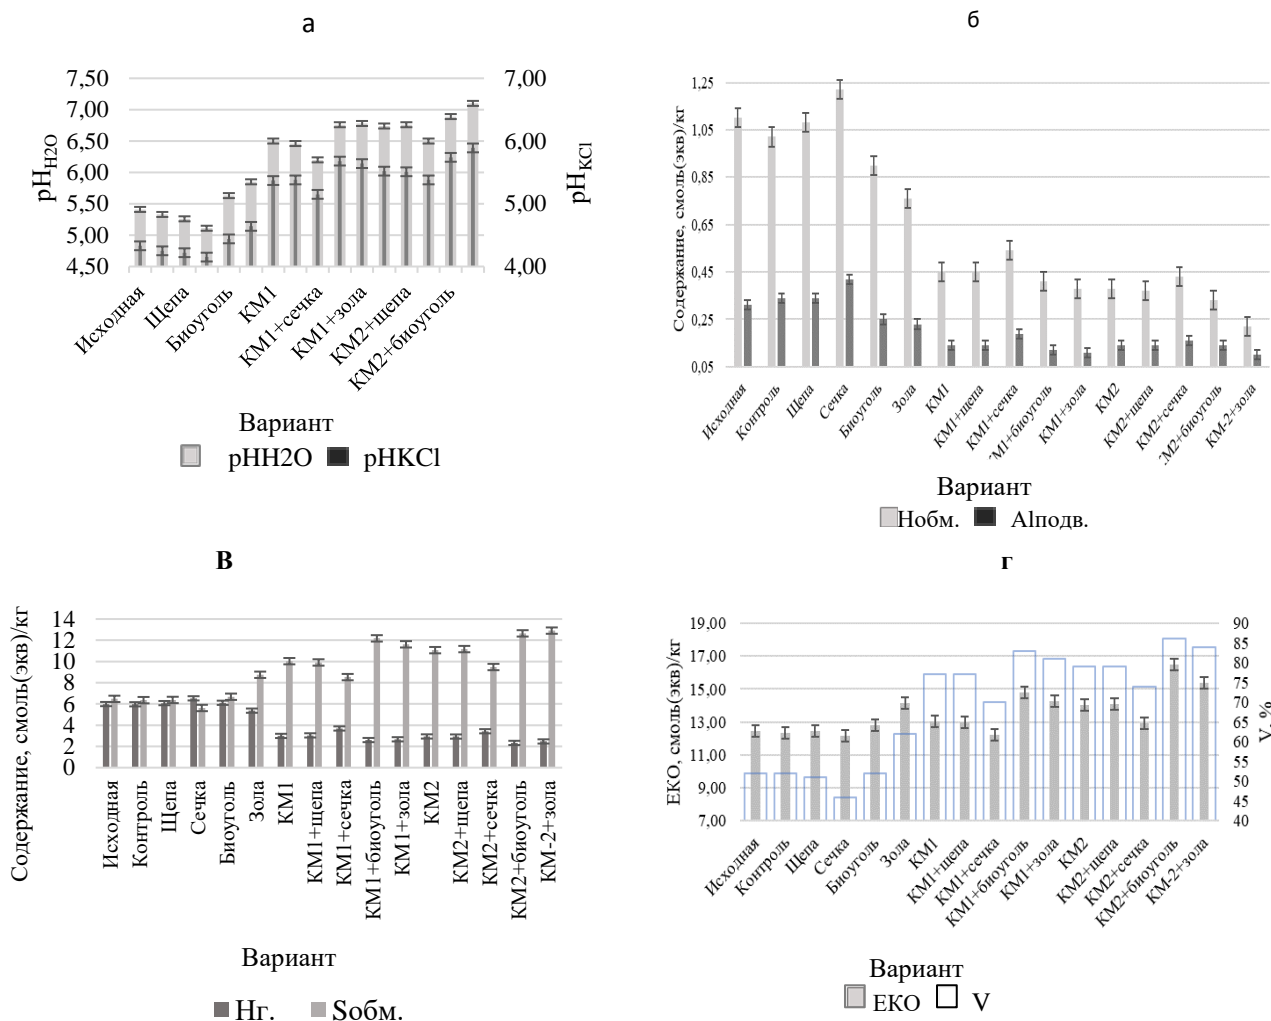 а
7,50
7,00
6,50
6,00
5,50
5,00
4,50
7,00
6,00
5,00
4,00
pHH2O
pHKCl
Исходная
Щепа
Биоуголь
КМ1
КМ1+сечка
КМ1+зола
КМ2+щепа
КМ2+биоуголь
Вариант
pHH2O pHKCl
б
Содержание, смоль(экв)/кг
1,25
1,05
0,85
0,65
0,45
0,25
0,05
Исходная
Контроль
Щепа
Сечка
Биоуголь
Зола
КМ1
КМ1+щепа
КМ1+сечка
М1+биоуголь
КМ1+зола
КМ2
КМ2+щепа
КМ2+сечка
М2+биоуголь
КМ-2+зола
Вариант
Нобм. Alподв.
В
Содержание, смоль(экв)/кг
14
12
10
8
6
4
2
0
Исходная
Контроль
Щепа
Сечка
Биоуголь
Зола
КМ1
КМ1+щепа
КМ1+сечка
КМ1+биоуголь
КМ1+зола
КМ2
КМ2+щепа
КМ2+сечка
КМ2+биоуголь
КМ-2+зола
Вариант
Нг. Sобм.
г
ЕКО, смоль(экв)/кг
19,00
17,00
15,00
13,00
11,00
9,00
7,00
90
85
80
75
70
65
60
55
50
45
40
V, %
Исходная
Контроль
Щепа
Сечка
Биоуголь
Зола
КМ1
КМ1+щепа
КМ1+сечка
КМ1+биоуголь
КМ1+зола
КМ2
КМ2+щепа
КМ2+сечка
КМ2+биоуголь
КМ-2+зола
Вариант
ЕКО V